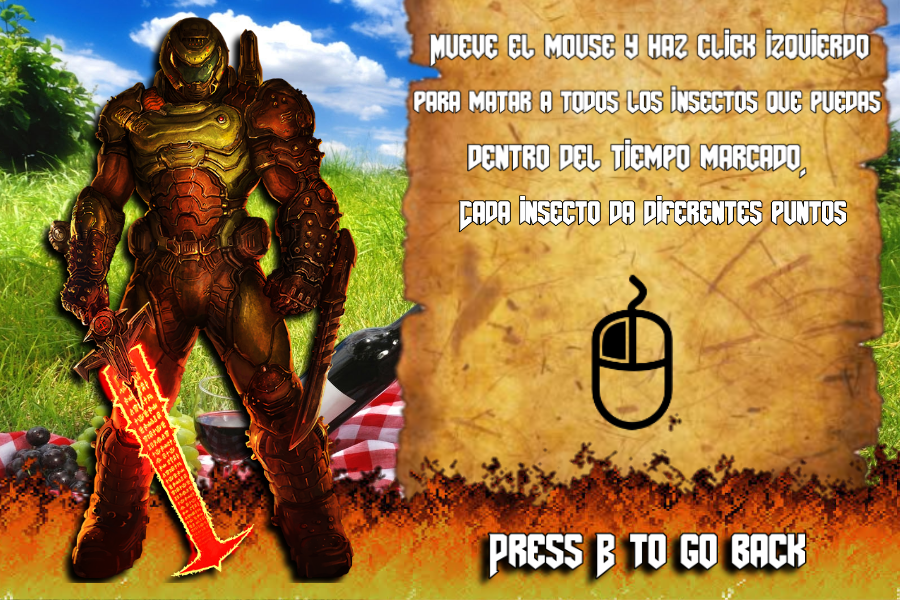 Mueve el mouse y haz click izquierdo
para matar a todos los insectos que puedas
dentro del tiempo marcado,
Cada insecto da diferentes puntos
Press B to go back